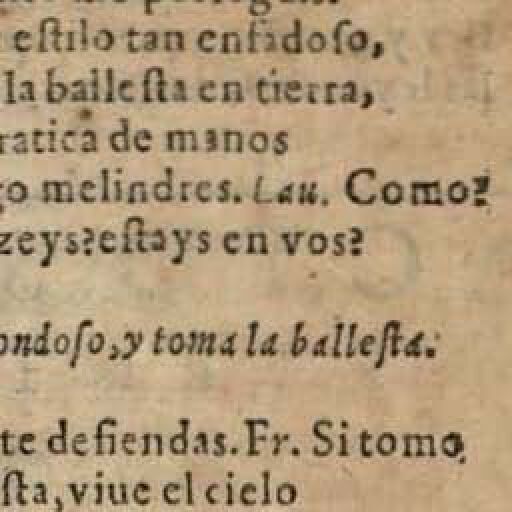 eſtilo tan enfadoſo,
la balleſta en tierra,
ratica de manos
go melindres. Lau. Como?
zeys?eſtays en vos?
ondoſo,y toma la balleſta.
te defiendas.Fr. Si tomo
ſta,viue el cielo